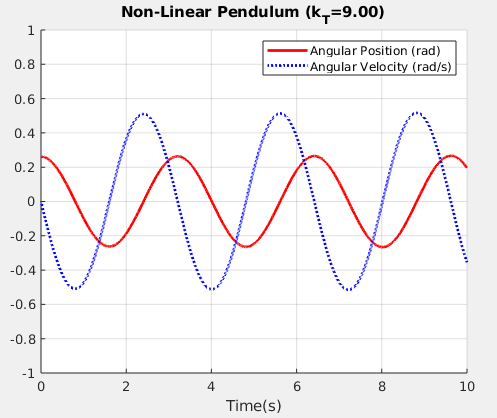 Non-Linear Pendulum (kT=9.00)
1
0.8
0.6
0.4
0.2
0
-0.2
-0.4
-0.6
-0.8
-1
Angular Position (rad)
Angular Velocity (rad/s)
0 2 4 6 8 10
Time(s)